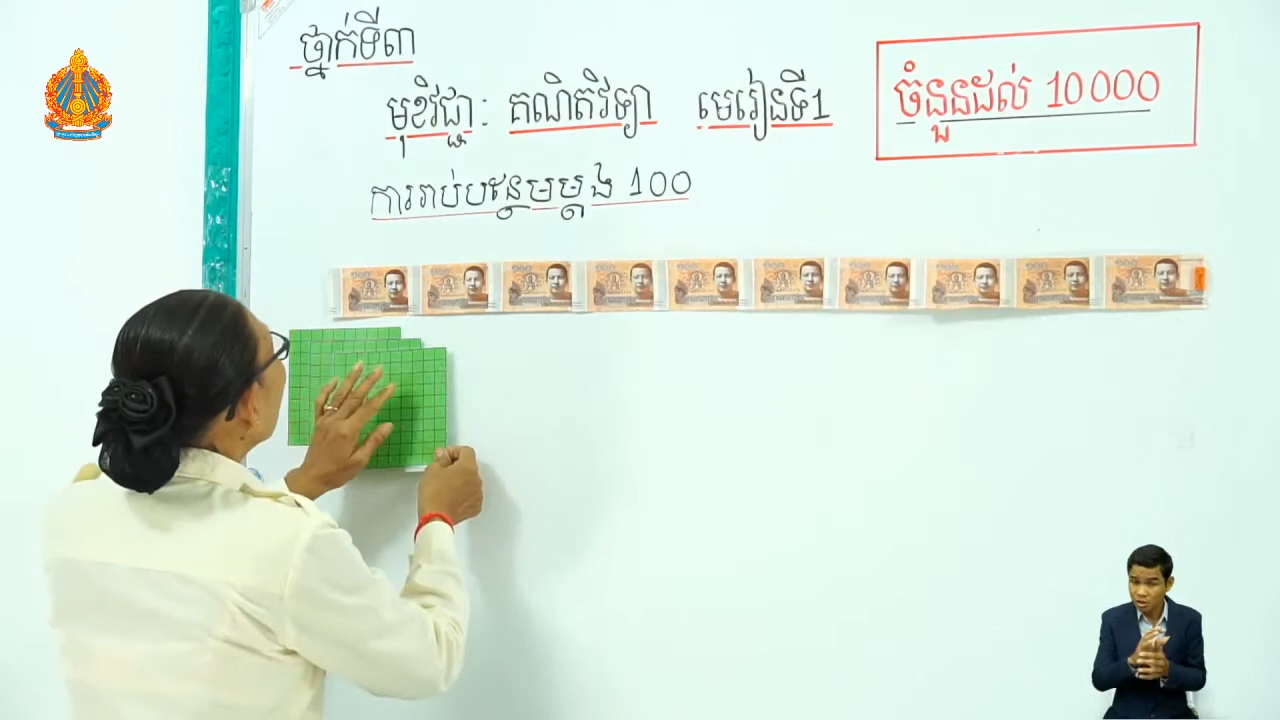 ថ្នាក់ទី៣
មុខវិជ្ជា : គណិតវិទ្យា មេរៀនទី1
ចំនួនដល់ 10000
ការរាប់បន្ថែមម្ដង 100